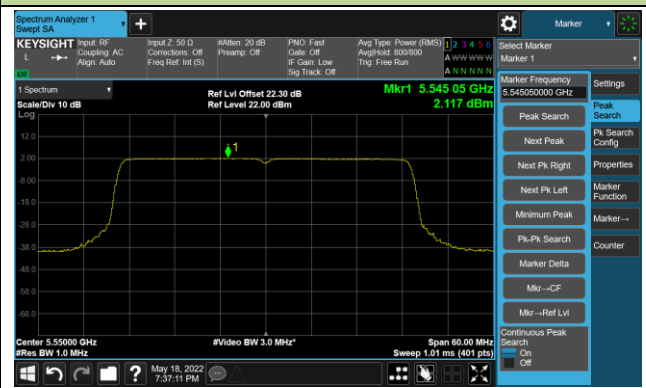 Spectrum Analyzer 1
Swept SA
+
Marker
KEYSIGHT
L
Input: RF
Coupling: AC
Align: Auto
Input Z: 50 Ω
Corrections: Off
Freq Ref: Int (S)
#Atten: 20 dB
Preamp: Off
PNO: Fast
Gate: Off
IF Gain: Low
Sig Track: Off
Avg Type: Power (RMS)
Avg|Hold: 800/800
Trig: Free Run
1 2 3 4 5 6
A W W W W W
A N N N N N
Select Marker
Marker 1
1 Spectrum
Scale/Div 10 dB
Log
Ref Lvl Offset 22.30 dB
Ref Level 22.00 dBm
Mkr1 5.545 05 GHz
2.117 dBm
12.0
2.00
-8.00
-18.0
-28.0
-38.0
-48.0
-58.0
-68.0
1
Center 5.55000 GHz
#Res BW 1.0 MHz
#Video BW 3.0 MHz*
Span 60.00 MHz
Sweep 1.01 ms (401 pts)
Marker Frequency
5.545050000 GHz
Peak Search
Next Peak
Next Pk Right
Next Pk Left
Minimum Peak
Pk-Pk Search
Marker Delta
Mkr→CF
Mkr→Ref Lvl
Continuous Peak
Search
On
Off
Settings
Peak
Search
Pk Search
Config
Properties
Marker
Function
Marker→
Counter
?
May 18, 2022
7:37:11 PM